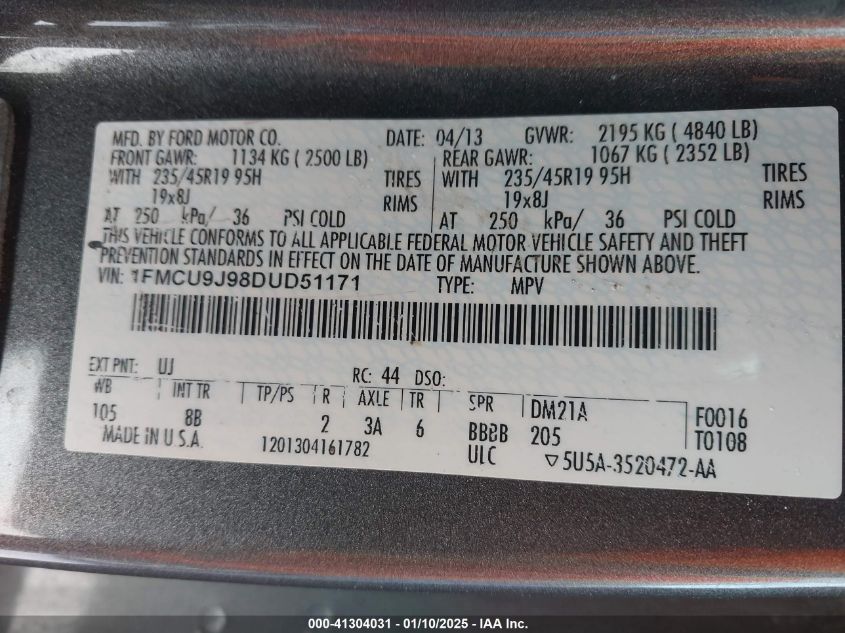 MFD. BY FORD MOTOR CO. DATE: 04/13 GVWR: 2195 KG ( 4840 LB)
FRONT GAWR: 1134 KG ( 2500 LB) REAR GAWR: 1067 KG ( 2352 LB)
WITH 235/45R19 95H TIRES WITH 235/45R19 95H TIRES
19x8J RIMS 19x8J RIMS
AT 250 kPa/ 36 PSI COLD AT 250 kPa/ 36 PSI COLD
THIS VEHICLE CONFORMS TO ALL APPLICABLE FEDERAL MOTOR VEHICLE SAFETY AND THEFT
PREVENTION STANDARDS IN EFFECT ON THE DATE OF MANUFACTURE SHOWN ABOVE.
VIN: 1FMCU9J98DUD51171 TYPE: MPV
EXT PNT: UJ RC: 44 DSO:
WB INT TR TP/PS R AXLE TR SPR DM21A F0016
105 8B 2 3A 6 BBBB 205 T0108
MADE IN U.S.A. 1201304161782 ULC ▽5U5A-3520472-AA
000-41304031 - 01/10/2025 - IAA Inc.